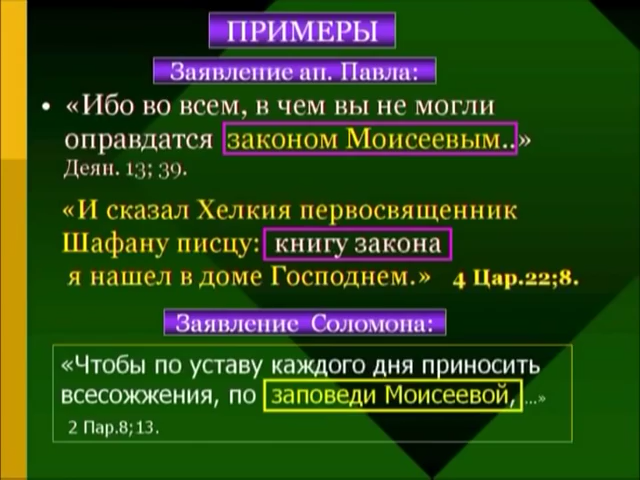 ПРИМЕРЫ
Заявление ап. Павла:
• «Ибо во всем, в чем вы не могли
оправдатся законом Моисеевым..»
Деян. 13; 39.
«И сказал Хелкия первосвященник
Шафану писцу: книгу закона
я нашел в доме Господнем.» 4 Цар.22;8.
Заявление Соломона:
«Чтобы по уставу каждого дня приносить
всесожжения, по заповеди Моисеевой, ...»
2 Пар.8;13.